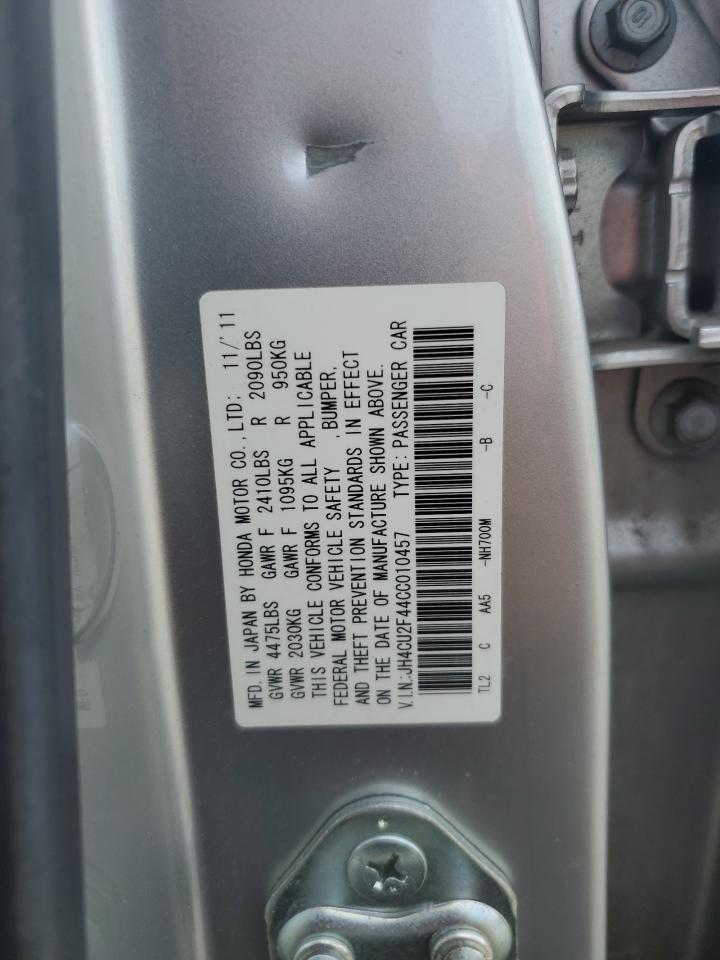 MFD. IN JAPAN BY HONDA MOTOR CO., LTD; 11/'11
GVWR 4475LBS GAWR F 2410LBS R 2090LBS
GVWR 2030KG GAWR F 1095KG R 950KG
THIS VEHICLE CONFORMS TO ALL APPLICABLE
FEDERAL MOTOR VEHICLE SAFETY ,BUMPER,
AND THEFT PREVENTION STANDARDS IN EFFECT
ON THE DATE OF MANUFACTURE SHOWN ABOVE.
V.I.N.:JH4CU2F44CC010457 TYPE: PASSENGER CAR
TL2 C AA5 -NH700M -B -C